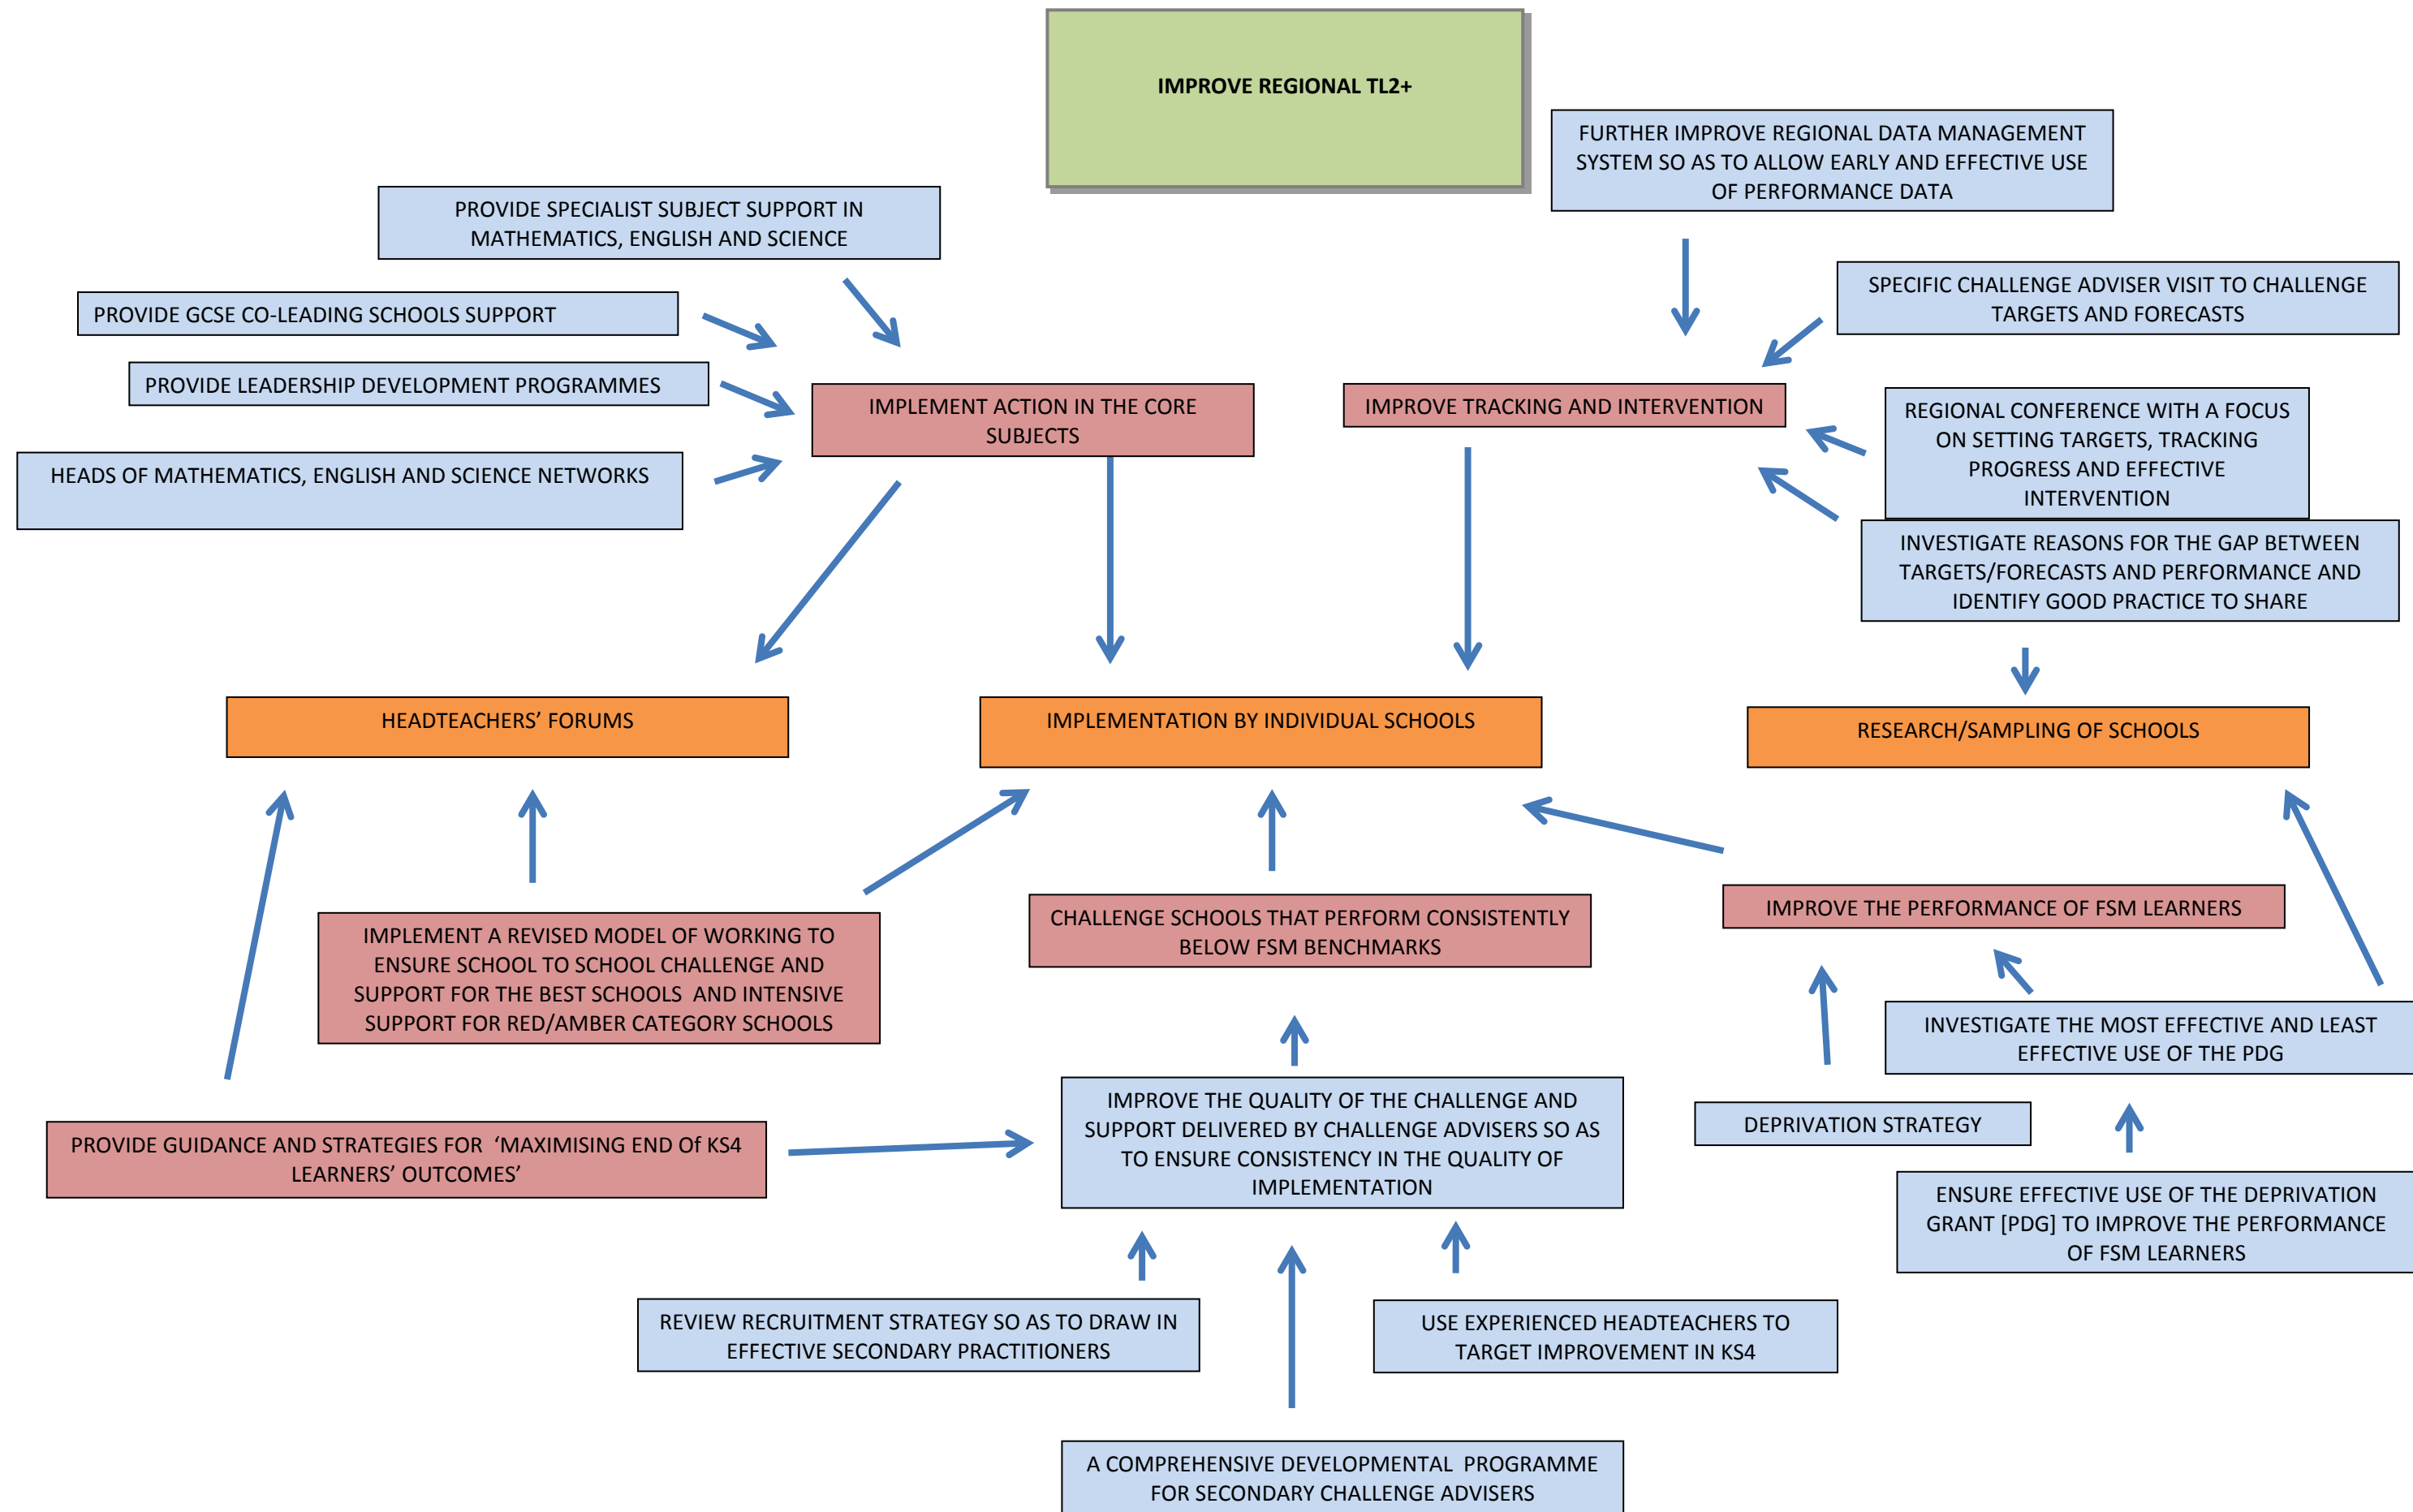 IMPROVE REGIONAL TL2+
FURTHER IMPROVE REGIONAL DATA MANAGEMENT
SYSTEM SO AS TO ALLOW EARLY AND EFFECTIVE USE
OF PERFORMANCE DATA
PROVIDE SPECIALIST SUBJECT SUPPORT IN
MATHEMATICS, ENGLISH AND SCIENCE
SPECIFIC CHALLENGE ADVISER VISIT TO CHALLENGE
TARGETS AND FORECASTS
PROVIDE GCSE CO-LEADING SCHOOLS SUPPORT
PROVIDE LEADERSHIP DEVELOPMENT PROGRAMMES
IMPLEMENT ACTION IN THE CORE
SUBJECTS
IMPROVE TRACKING AND INTERVENTION
REGIONAL CONFERENCE WITH A FOCUS
ON SETTING TARGETS, TRACKING
PROGRESS AND EFFECTIVE
INTERVENTION
HEADS OF MATHEMATICS, ENGLISH AND SCIENCE NETWORKS
INVESTIGATE REASONS FOR THE GAP BETWEEN
TARGETS/FORECASTS AND PERFORMANCE AND
IDENTIFY GOOD PRACTICE TO SHARE
HEADTEACHERS’ FORUMS
IMPLEMENTATION BY INDIVIDUAL SCHOOLS
RESEARCH/SAMPLING OF SCHOOLS
IMPLEMENT A REVISED MODEL OF WORKING TO
ENSURE SCHOOL TO SCHOOL CHALLENGE AND
SUPPORT FOR THE BEST SCHOOLS  AND INTENSIVE
SUPPORT FOR RED/AMBER CATEGORY SCHOOLS
CHALLENGE SCHOOLS THAT PERFORM CONSISTENTLY
BELOW FSM BENCHMARKS
IMPROVE THE PERFORMANCE OF FSM LEARNERS
INVESTIGATE THE MOST EFFECTIVE AND LEAST
EFFECTIVE USE OF THE PDG
PROVIDE GUIDANCE AND STRATEGIES FOR  ‘MAXIMISING END Of KS4
LEARNERS’ OUTCOMES’
IMPROVE THE QUALITY OF THE CHALLENGE AND
SUPPORT DELIVERED BY CHALLENGE ADVISERS SO AS
TO ENSURE CONSISTENCY IN THE QUALITY OF
IMPLEMENTATION
DEPRIVATION STRATEGY
ENSURE EFFECTIVE USE OF THE DEPRIVATION
GRANT [PDG] TO IMPROVE THE PERFORMANCE
OF FSM LEARNERS
REVIEW RECRUITMENT STRATEGY SO AS TO DRAW IN
EFFECTIVE SECONDARY PRACTITIONERS
USE EXPERIENCED HEADTEACHERS TO
TARGET IMPROVEMENT IN KS4
A COMPREHENSIVE DEVELOPMENTAL  PROGRAMME
FOR SECONDARY CHALLENGE ADVISERS